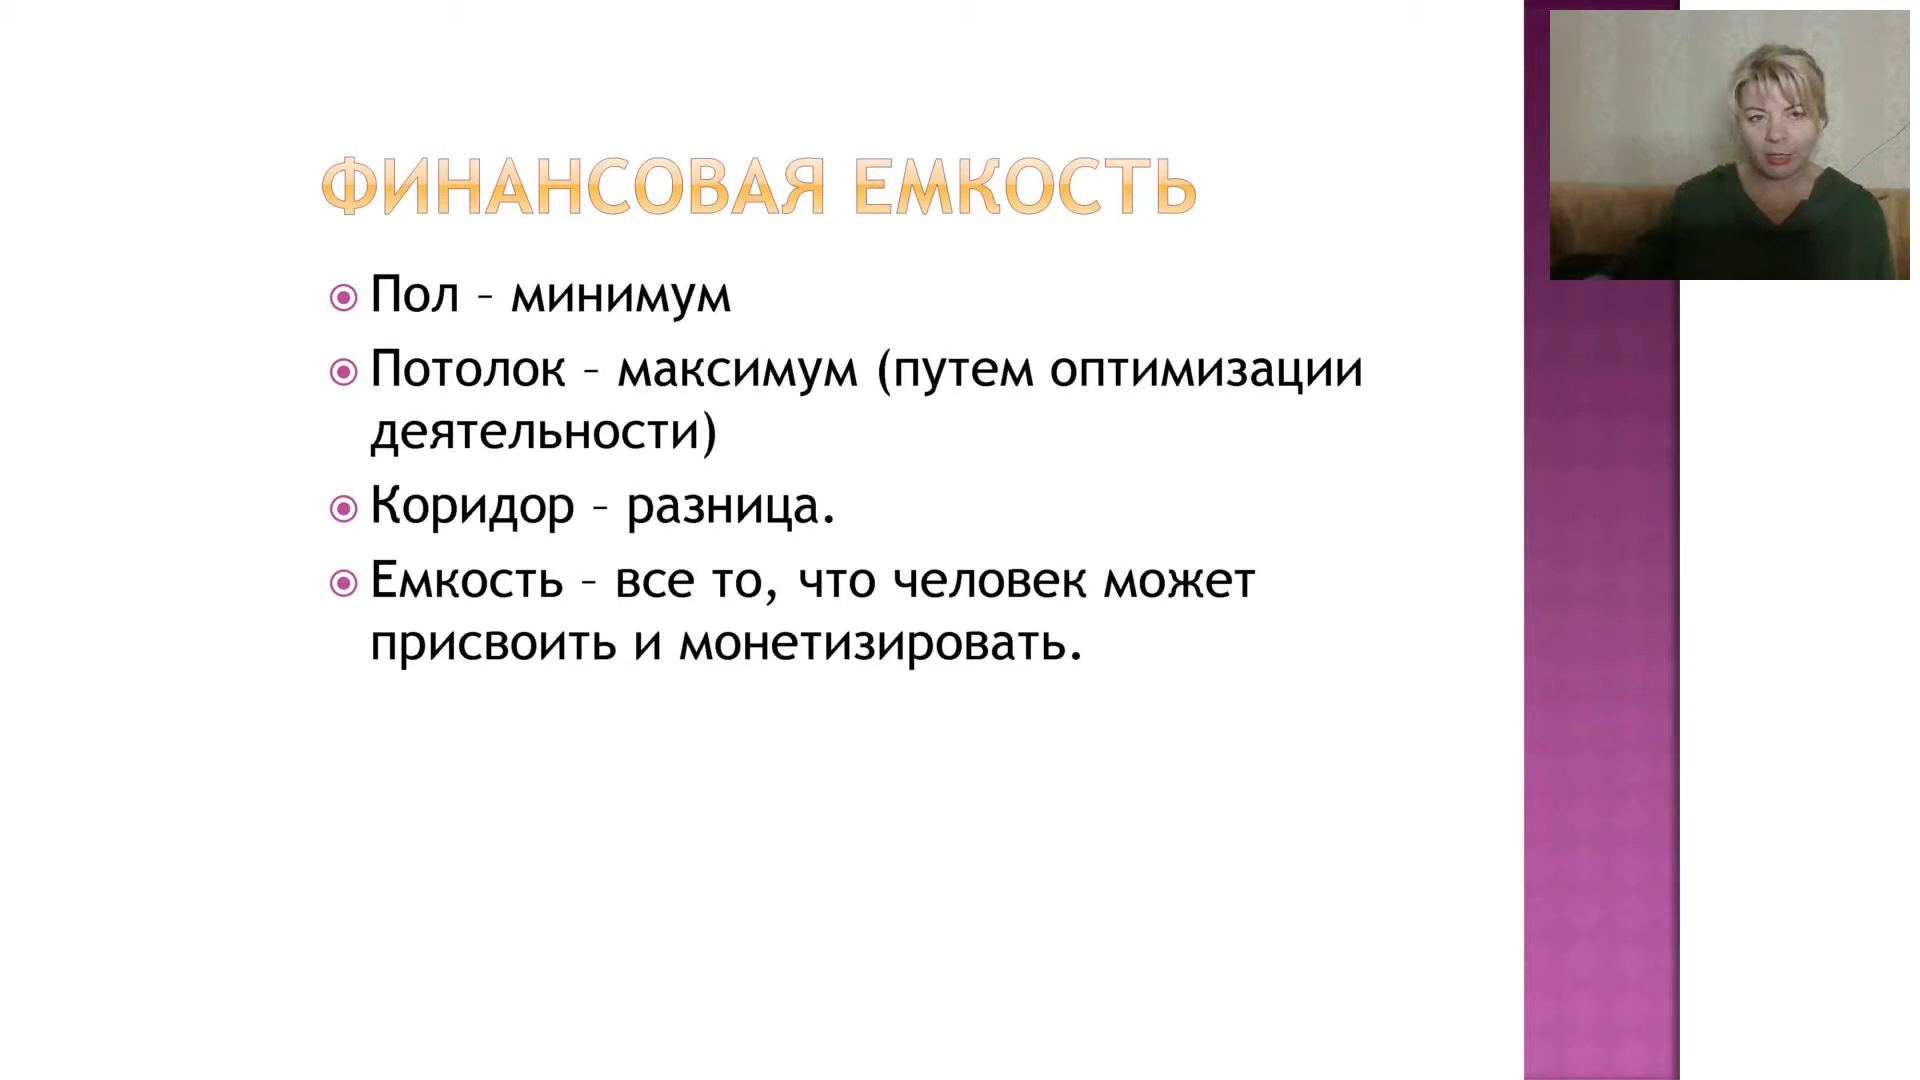 ФИНАНСОВАЯ ЕМКОСТЬ
Пол – минимум
Потолок – максимум (путем оптимизации
деятельности)
Коридор – разница.
Емкость – все то, что человек может
присвоить и монетизировать.